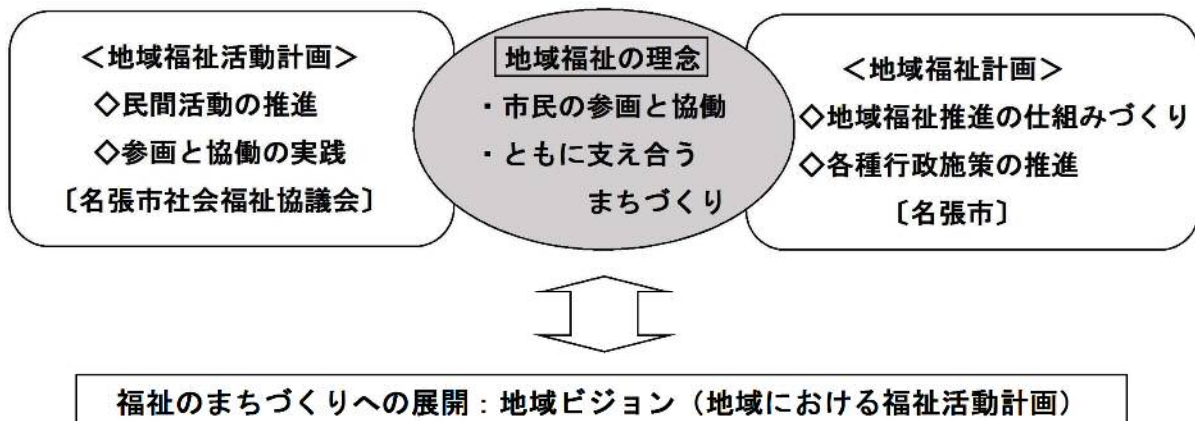 ＜地域福祉活動計画＞
◇民間活動の推進
◇参画と協働の実践
〔名張市社会福祉協議会〕
地域福祉の理念
・市民の参画と協働
・ともに支え合う
まちづくり
＜地域福祉計画＞
◇地域福祉推進の仕組みづくり
◇各種行政施策の推進
〔名張市〕
福祉のまちづくりへの展開：地域ビジョン（地域における福祉活動計画）